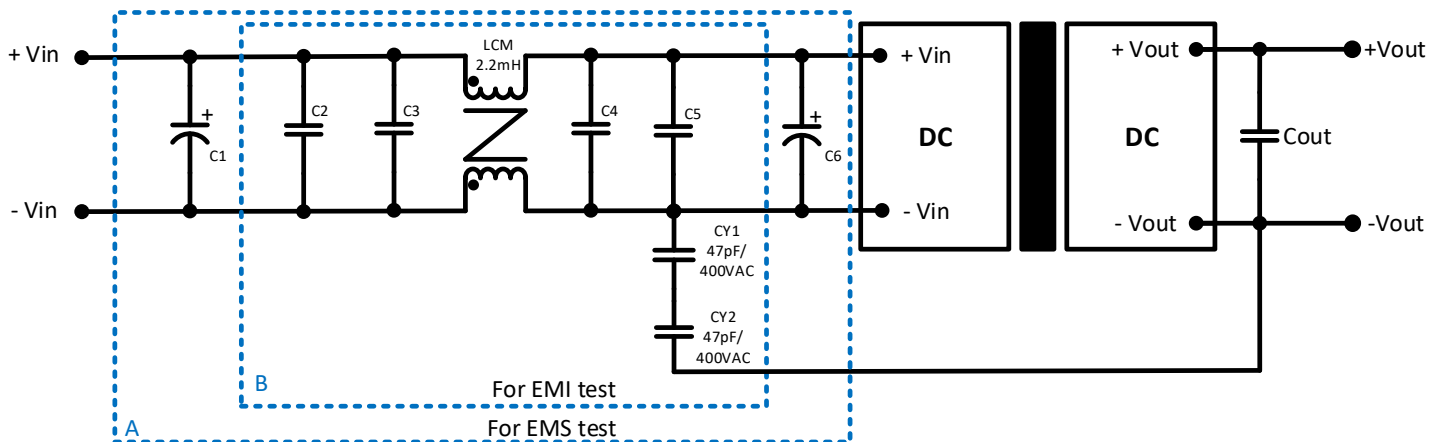 LCM
2.2mH
+ Vin
+ Vin
+ Vout
+Vout
+
C1
C2
C3
C4
C5
+
C6
DC
DC
Cout
- Vin
- Vin
- Vout
-Vout
CY1
47pF/
400VAC
CY2
47pF/
400VAC
B
For EMI test
A
For EMS test